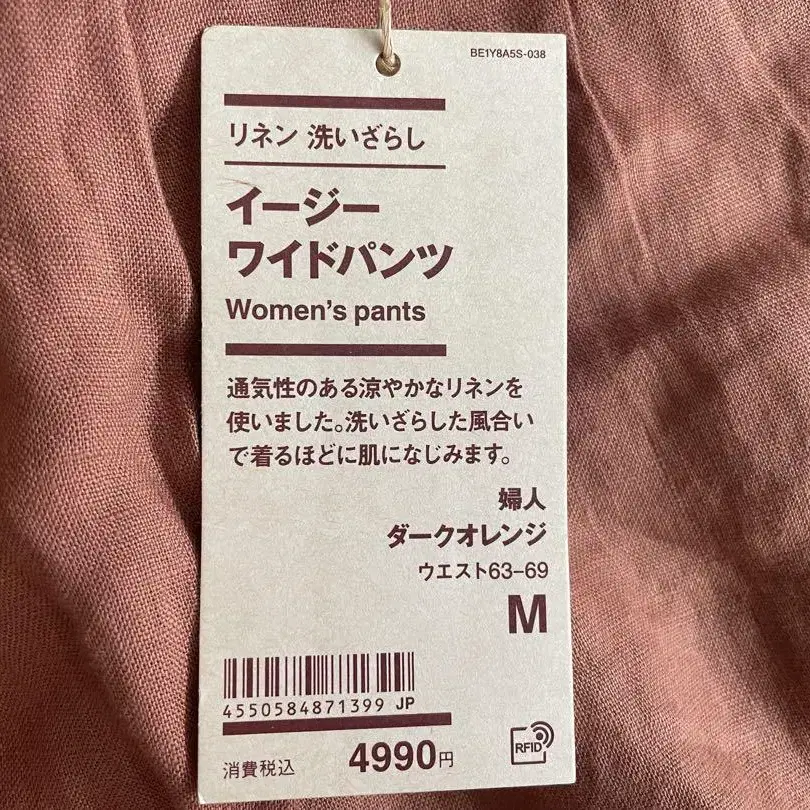 BE1Y8A5S-038
リネン 洗いざらし
イージー
ワイドパンツ
Women's pants
通気性のある涼やかなリネンを
使いました。洗いざらした風合い
で着るほどに肌になじみます。
婦人
ダークオレンジ
ウエスト63-69
M
4550584871399 JP
消費税込 4990円
RFID